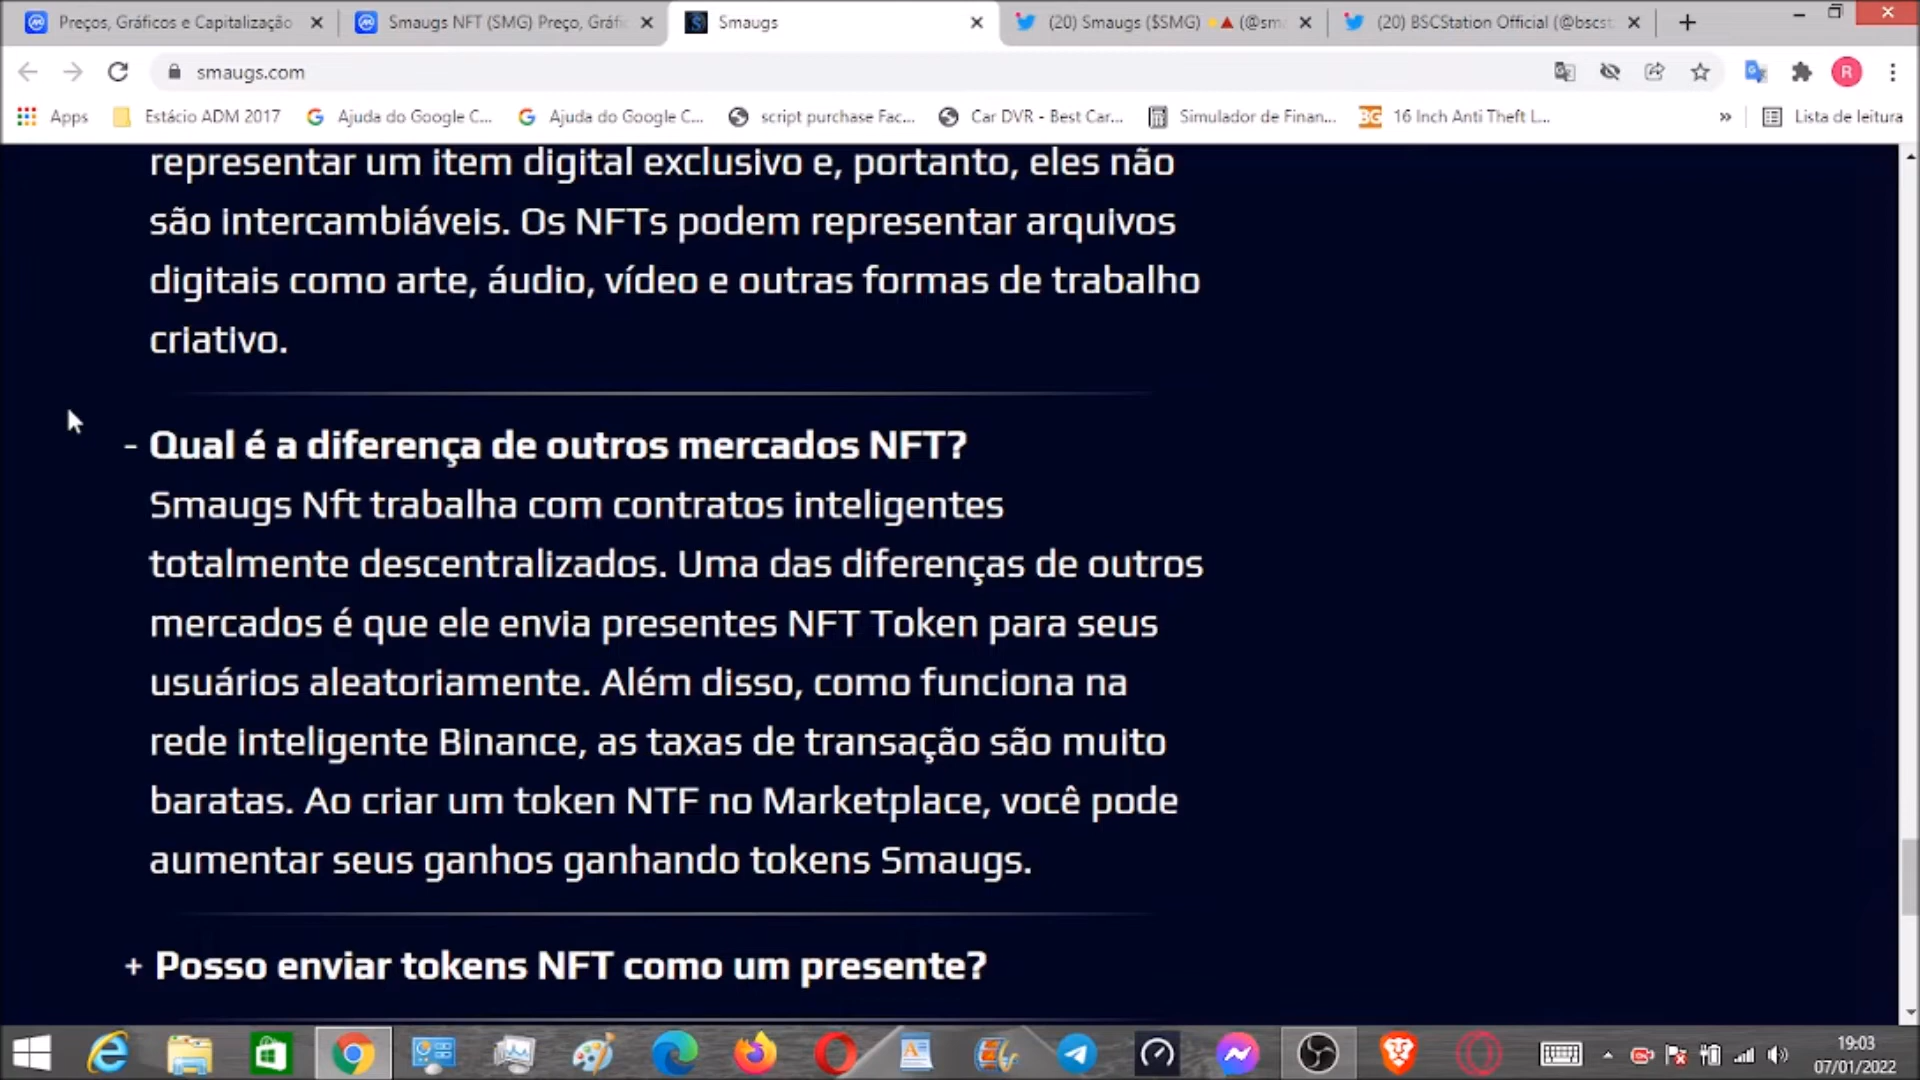 Preços, Gráficos e Capitalização
Smaugs NFT (SMG) Preço, Gráfi
Smaugs
(20) Smaugs ($SMG) (@sma
(20) BSCStation Official (@bscst
smaugs.com
R
Apps
Estácio ADM 2017
Ajuda do Google C...
Ajuda do Google C...
script purchase Fac...
Car DVR - Best Car...
Simulador de Finan...
BG
16 Inch Anti Theft L...
»
Lista de leitura
representar um item digital exclusivo e, portanto, eles não
são intercambiáveis. Os NFTs podem representar arquivos
digitais como arte, áudio, vídeo e outras formas de trabalho
criativo.
- Qual é a diferença de outros mercados NFT?
Smaugs Nft trabalha com contratos inteligentes
totalmente descentralizados. Uma das diferenças de outros
mercados é que ele envia presentes NFT Token para seus
usuários aleatoriamente. Além disso, como funciona na
rede inteligente Binance, as taxas de transação são muito
baratas. Ao criar um token NTF no Marketplace, você pode
aumentar seus ganhos ganhando tokens Smaugs.
+ Posso enviar tokens NFT como um presente?
19:03
07/01/2022